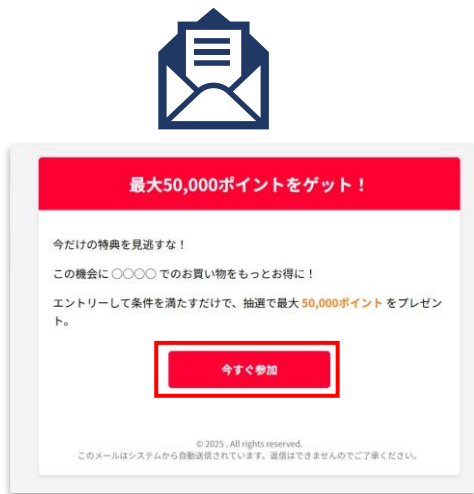 最大50,000ポイントをゲット！
今だけの特典を見逃すな！
この機会に〇〇〇〇でのお買い物をもっとお得に！
エントリーして条件を満たすだけで、抽選で最大 50,000ポイント をプレゼン
ト。
今すぐ参加
© 2025 . All rights reserved.
このメールはシステムから自動送信されています。返信はできませんのでご了承ください。